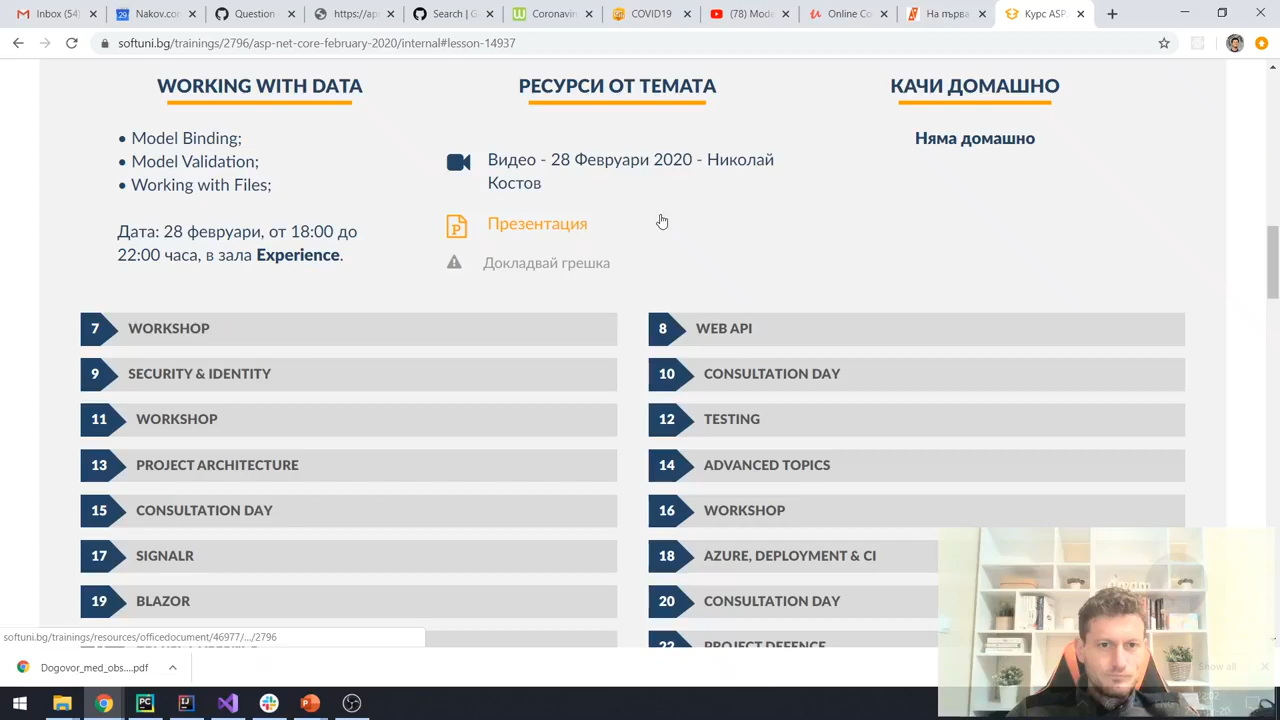 Inbox (54)
Nakov.com
Question
https://ap
Search | G
Coronavir
COVID19
(78) Mode
Online Co
На първа
Курс ASP.
softuni.bg/trainings/2796/asp-net-core-february-2020/internal#lesson-14937
WORKING WITH DATA
• Model Binding;
• Model Validation;
• Working with Files;
Дата: 28 февруари, от 18:00 до
22:00 часа, в зала Experience.
РЕСУРСИ ОТ ТЕМАТА
Видео - 28 Февруари 2020 - Николай
Костов
Презентация
Докладвай грешка
КАЧИ ДОМАШНО
Няма домашно
7 WORKSHOP
8 WEB API
9 SECURITY & IDENTITY
10 CONSULTATION DAY
11 WORKSHOP
12 TESTING
13 PROJECT ARCHITECTURE
14 ADVANCED TOPICS
15 CONSULTATION DAY
16 WORKSHOP
17 SIGNALR
18 AZURE, DEPLOYMENT & CI
19 BLAZOR
20 CONSULTATION DAY
22 PROJECT DEFENCE
softuni.bg/trainings/resources/officedocument/46977/.../2796
Dogovor_med_obs....pdf
Show all